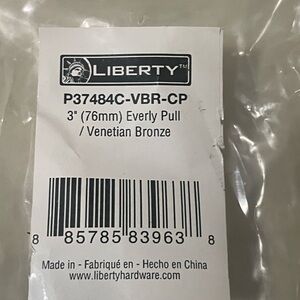 LIBERTY™
P37484C-VBR-CP
3" (76mm) Everly Pull
/ Venetian Bronze
8 85785 83963 8
Made in - Fabriqué en - Hecho en China
www.libertyhardware.com